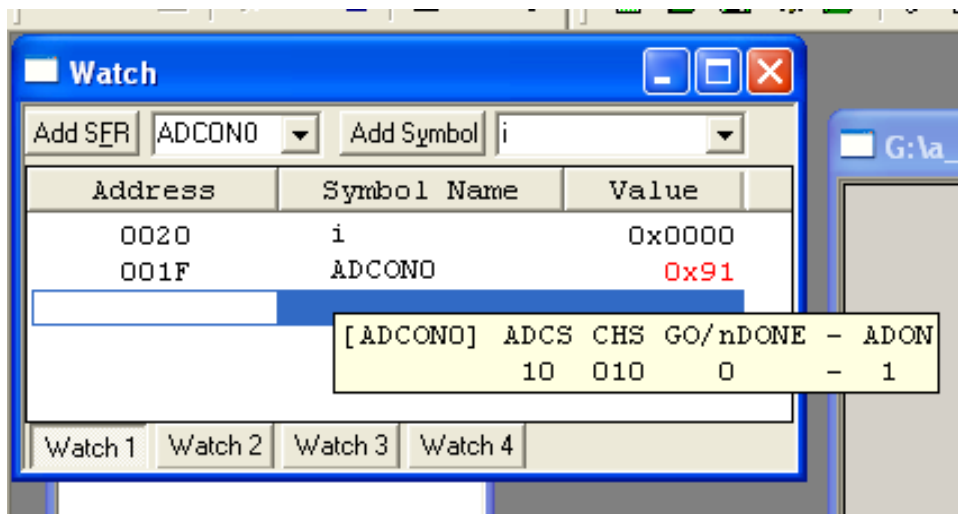 Watch
Add SFR ADCON0 Add Symbol i
G:\a_
Address Symbol Name Value
0020 i 0x0000
001F ADCON0 0x91
[ADCON0] ADCS CHS GO/nDONE - ADON
10 010 0 - 1
Watch 1 Watch 2 Watch 3 Watch 4